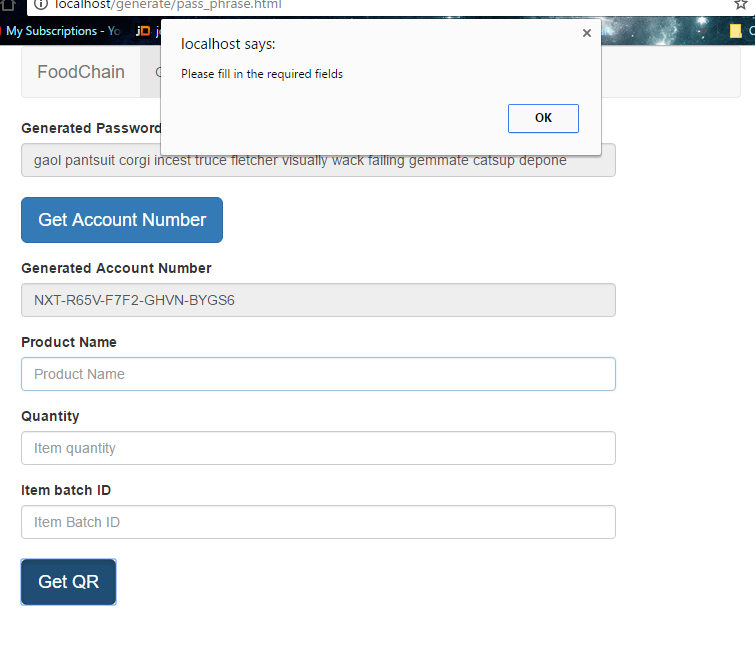 localhost/generate/pass_phrase.html
My Subscriptions - Yo
localhost says:
Please fill in the required fields
OK
FoodChain
Generated Password
gaol pantsuit corgi incest truce fletcher visually wack failing gemmate catsup depone
Get Account Number
Generated Account Number
NXT-R65V-F7F2-GHVN-BYGS6
Product Name
Product Name
Quantity
Item quantity
Item batch ID
Item Batch ID
Get QR